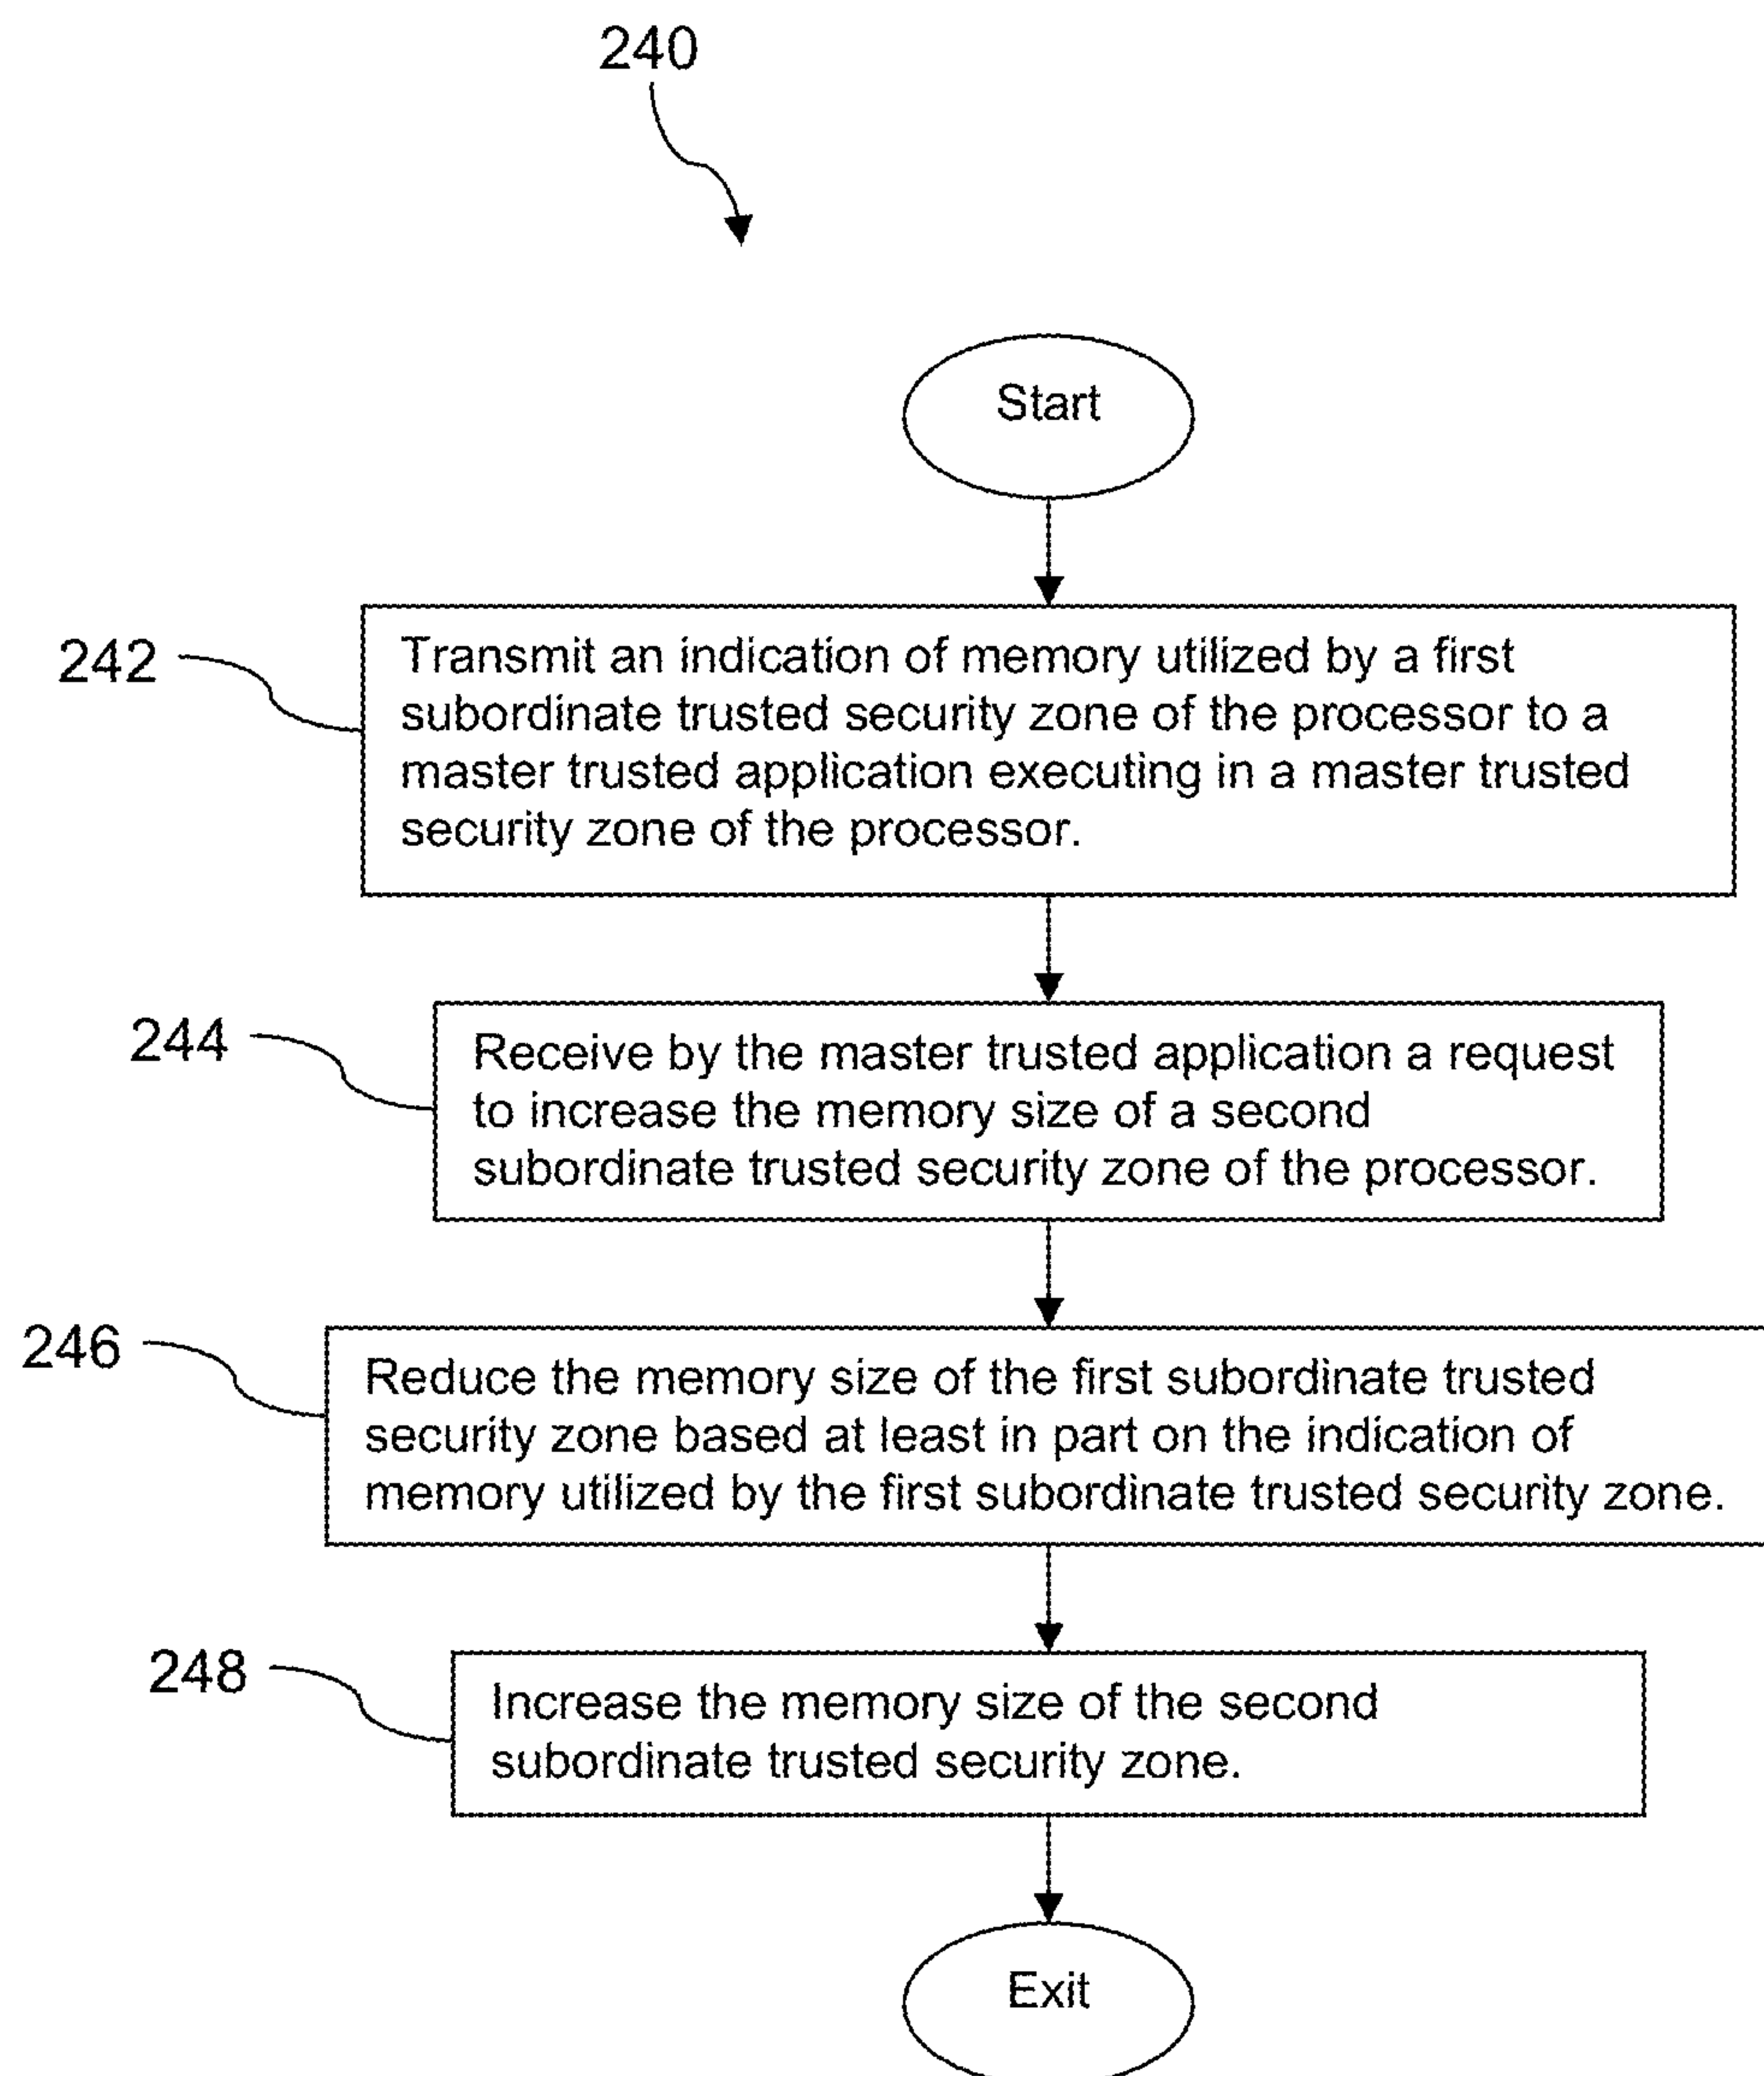 240
Start
242
Transmit an indication of memory utilized by a first
subordinate trusted security zone of the processor to a
master trusted application executing in a master trusted
security zone of the processor.
244
Receive by the master trusted application a request
to increase the memory size of a second
subordinate trusted security zone of the processor.
246
Reduce the memory size of the first subordinate trusted
security zone based at least in part on the indication of
memory utilized by the first subordinate trusted security zone.
248
Increase the memory size of the second
subordinate trusted security zone.
Exit